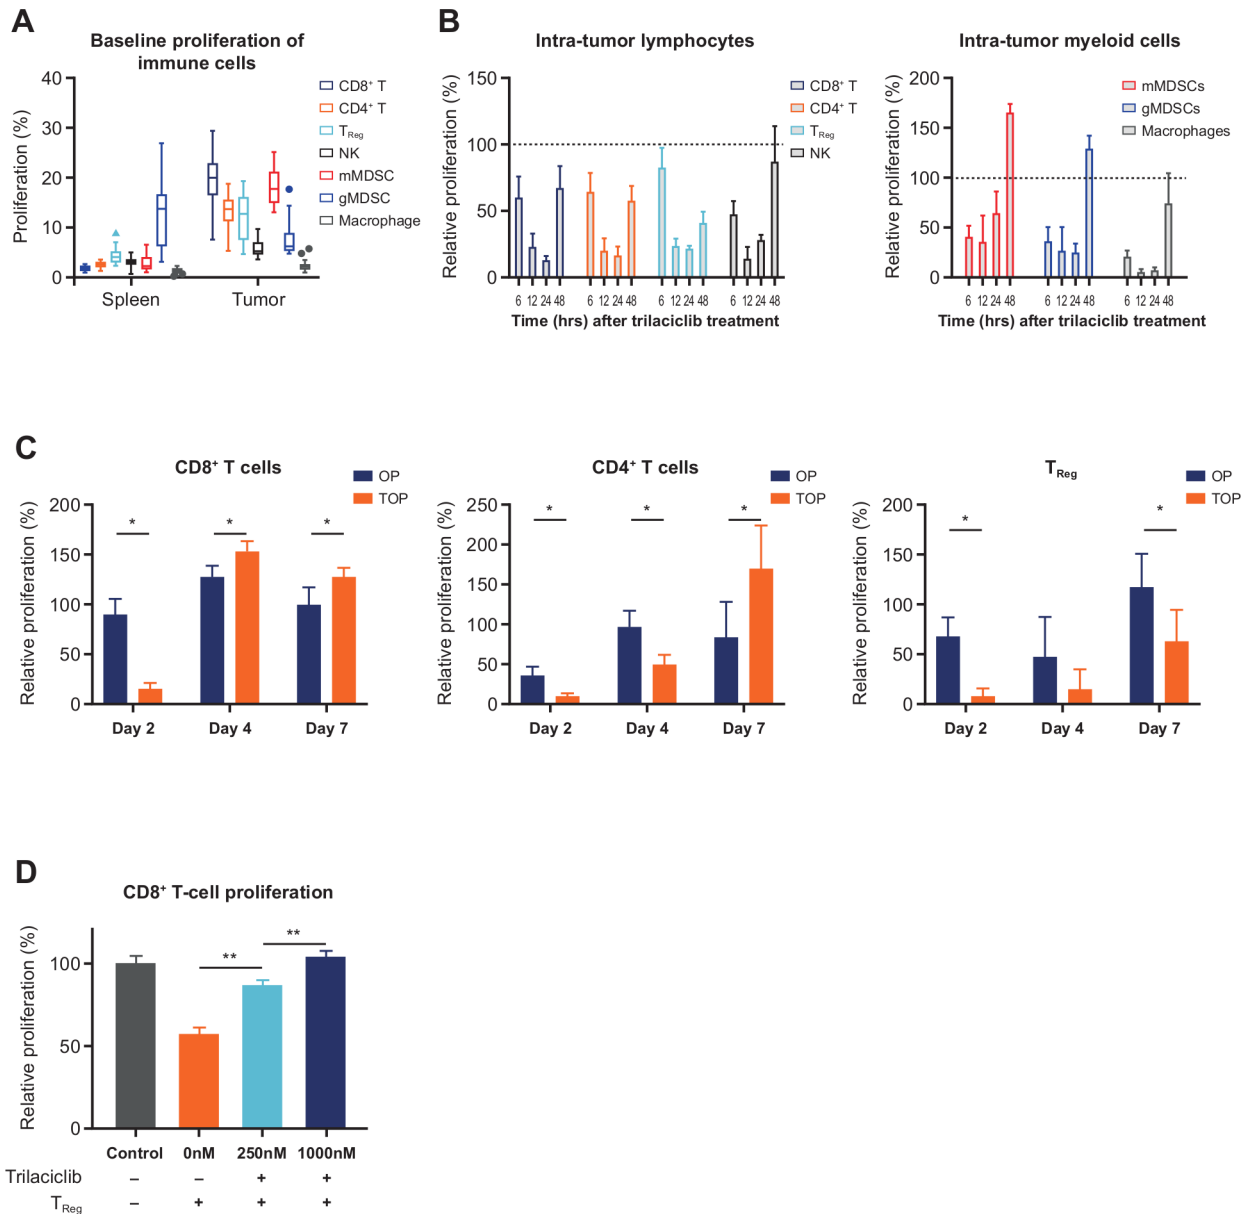 A
Baseline proliferation of
immune cells
Proliferation (%)
40
30
20
10
0
Spleen
Tumor
CD8⁺ T
CD4⁺ T
T_Reg
NK
mMDSC
gMDSC
Macrophage
B
Intra-tumor lymphocytes
Relative proliferation (%)
150
100
50
0
6 12 24 48 6 12 24 48 6 12 24 48 6 12 24 48
Time (hrs) after trilaciclib treatment
CD8⁺ T
CD4⁺ T
T_Reg
NK
Intra-tumor myeloid cells
Relative proliferation (%)
200
150
100
50
0
6 12 24 48 6 12 24 48 6 12 24 48
Time (hrs) after trilaciclib treatment
mMDSCs
gMDSCs
Macrophages
C
CD8⁺ T cells
OP
TOP
Relative proliferation (%)
200
150
100
50
0
* * *
Day 2 Day 4 Day 7
CD4⁺ T cells
OP
TOP
Relative proliferation (%)
250
200
150
100
50
0
* * *
Day 2 Day 4 Day 7
T_Reg
OP
TOP
Relative proliferation (%)
200
150
100
50
0
* *
Day 2 Day 4 Day 7
D
CD8⁺ T-cell proliferation
Relative proliferation (%)
100
50
0
** **
Control 0nM 250nM 1000nM
Trilaciclib – – + +
T_Reg – + + +